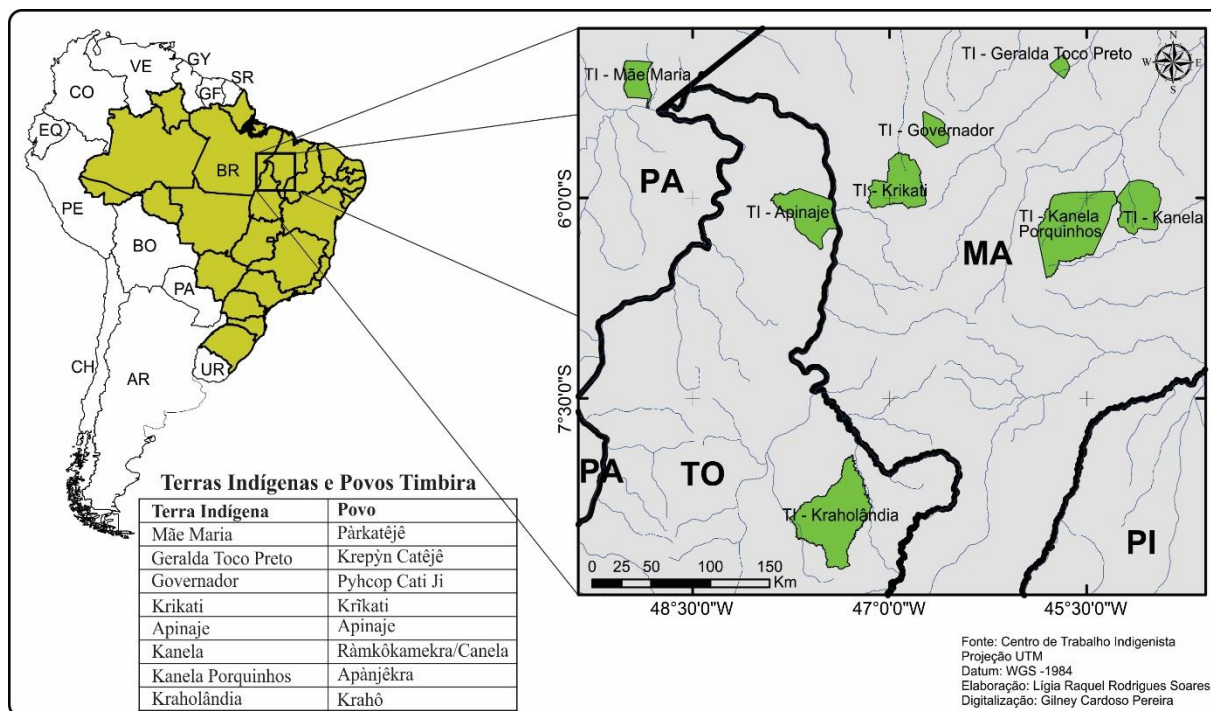 VE
GY
SR
GF
CO
EQ
BR
PE
BO
PA
CH
AR
UR
Terras Indígenas e Povos Timbira
Terra Indígena Povo
Mãe Maria Pàrkatêjê
Geralda Toco Preto Krepỳn Catêjê
Governador Pyhcop Cati Ji
Krikati Krĩkati
Apinaje Apinaje
Kanela Ràmkôkamekra/Canela
Kanela Porquinhos Apànjêkra
Kraholândia Krahô
TI - Geralda Toco Preto
N
W E
S
TI - Mãe Maria
TI - Governador
PA
TI - Krikati
TI - Apinaje
TI - Kanela
Porquinhos
TI - Kanela
MA
6°0'0"S
7°30'0"S
PA
TO
TI - Kraholândia
PI
0 25 50 100 150
Km
48°30'0"W 47°0'0"W 45°30'0"W
Fonte: Centro de Trabalho Indigenista
Projeção UTM
Datum: WGS -1984
Elaboração: Lígia Raquel Rodrigues Soares
Digitalização: Gilney Cardoso Pereira